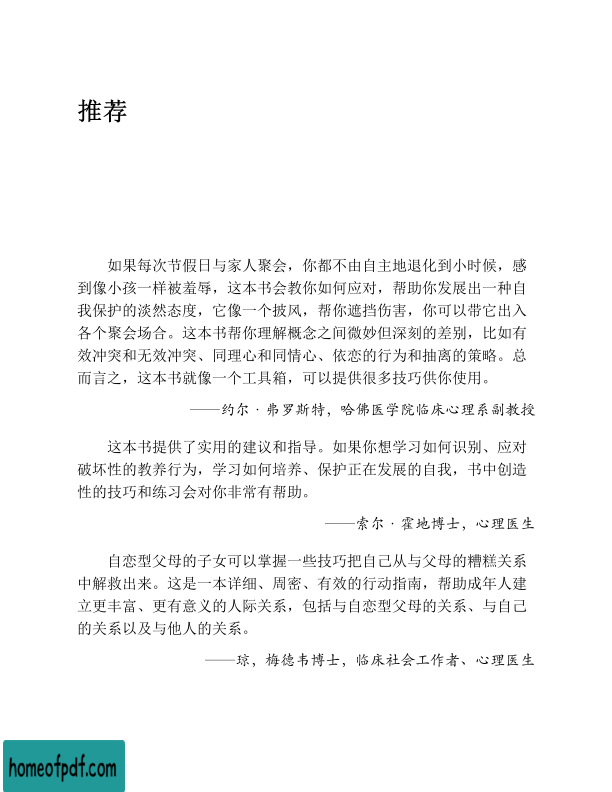 推荐
如果每次节假日与家人聚会，你都不由自主地退化到小时候，感
到像小孩一样被羞辱，这本书会教你如何应对，帮助你发展出一种自
我保护的淡然态度，它像一个披风，帮你遮挡伤害，你可以带它出入
各个聚会场合。这本书帮你理解概念之间微妙但深刻的差别，比如有
效冲突和无效冲突、同理心和同情心、依恋的行为和抽离的策略。总
而言之，这本书就像一个工具箱，可以提供很多技巧供你使用。
——约尔·弗罗斯特，哈佛医学院临床心理系副教授
这本书提供了实用的建议和指导。如果你想学习如何识别、应对
破坏性的教养行为，学习如何培养、保护正在发展的自我，书中创造
性的技巧和练习会对你非常有帮助。
——索尔·霍地博士，心理医生
自恋型父母的子女可以掌握一些技巧把自己从与父母的糟糕关系
中解救出来。这是一本详细、周密、有效的行动指南，帮助成年人建
立更丰富、更有意义的人际关系，包括与自恋型父母的关系、与自己
的关系以及与他人的关系。
——琼，梅德韦博士，临床社会工作者、心理医生
homeofpdf.com